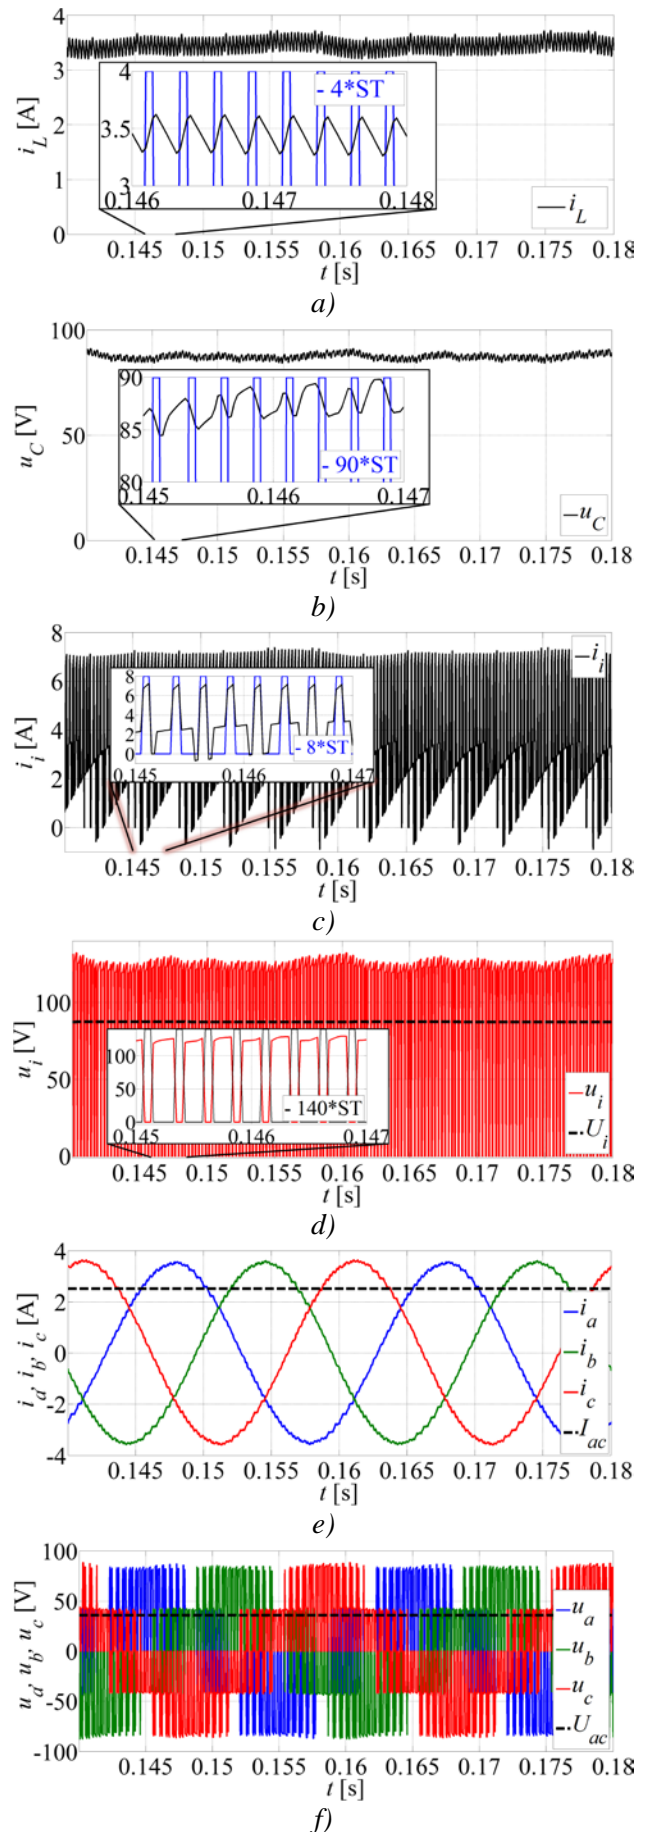 4
3
2
1
0
i_L [A]
4
3.5
3
- 4*ST
0.146 0.147 0.148
i_L
0.145 0.15 0.155 0.16 0.165 0.17 0.175 0.18
t [s]
a)
100
50
0
u_C [V]
90
85
80
- 90*ST
0.145 0.146 0.147
u_C
0.145 0.15 0.155 0.16 0.165 0.17 0.175 0.18
t [s]
b)
8
6
4
2
0
i_i [A]
i_i
8
6
4
2
0
- 8*ST
0.145 0.146 0.147
0.145 0.15 0.155 0.16 0.165 0.17 0.175 0.18
t [s]
c)
100
50
0
u_i [V]
100
50
0
- 140*ST
0.145 0.146 0.147
u_i
U_i
0.145 0.15 0.155 0.16 0.165 0.17 0.175 0.18
t [s]
d)
4
2
0
-2
-4
i_a, i_b, i_c [A]
i_a
i_b
i_c
I_ac
0.145 0.15 0.155 0.16 0.165 0.17 0.175 0.18
t [s]
e)
100
50
0
-50
-100
u_a, u_b, u_c [V]
u_a
u_b
u_c
U_ac
0.145 0.15 0.155 0.16 0.165 0.17 0.175 0.18
t [s]
f)